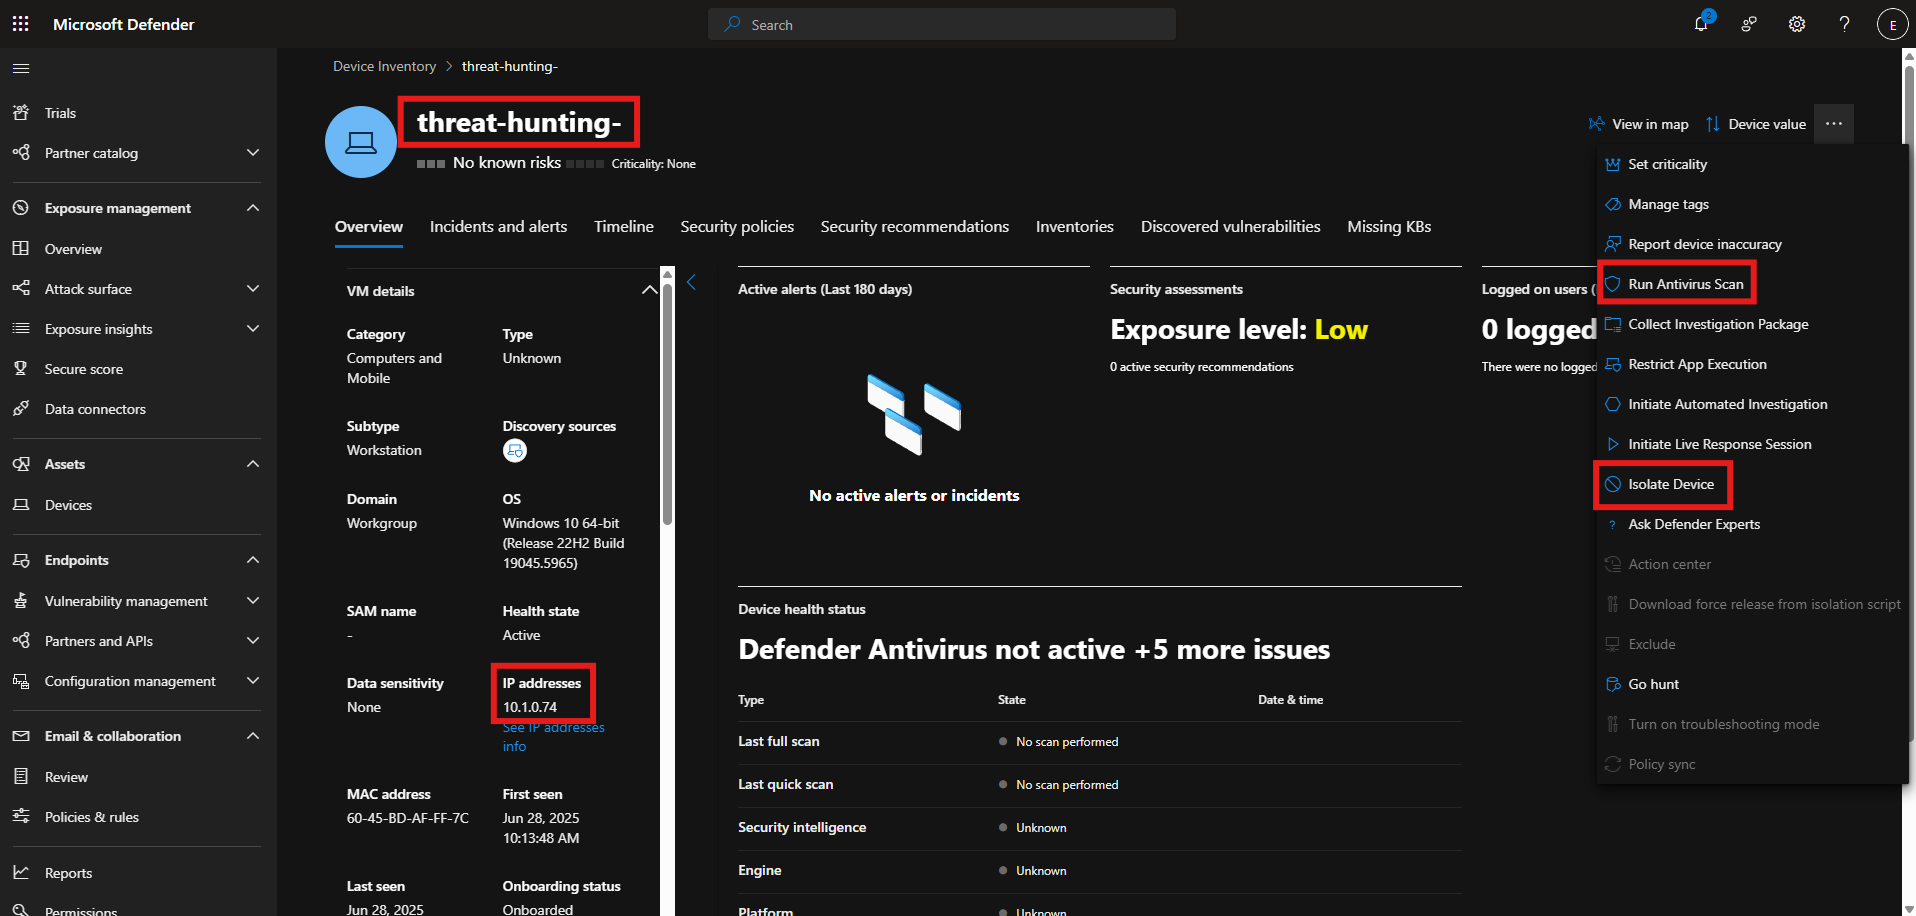 Microsoft Defender
Search
2
E
Trials
Partner catalog
Exposure management
Overview
Attack surface
Exposure insights
Secure score
Data connectors
Assets
Devices
Endpoints
Vulnerability management
Partners and APIs
Configuration management
Email & collaboration
Review
Policies & rules
Reports
Permissions
Device Inventory > threat-hunting-
threat-hunting-
No known risks Criticality: None
View in map
Device value
...
Overview
Incidents and alerts
Timeline
Security policies
Security recommendations
Inventories
Discovered vulnerabilities
Missing KBs
VM details
Category
Computers and
Mobile
Type
Unknown
Subtype
Workstation
Discovery sources
Domain
Workgroup
OS
Windows 10 64-bit
(Release 22H2 Build
19045.5965)
SAM name
-
Health state
Active
Data sensitivity
None
IP addresses
10.1.0.74
See IP addresses
info
MAC address
60-45-BD-AF-FF-7C
First seen
Jun 28, 2025
10:13:48 AM
Last seen
Jun 28, 2025
Onboarding status
Onboarded
Active alerts (Last 180 days)
No active alerts or incidents
Security assessments
Exposure level: Low
0 active security recommendations
Logged on users (
0 logged
There were no logged
Device health status
Defender Antivirus not active +5 more issues
Type State Date & time
Last full scan No scan performed
Last quick scan No scan performed
Security intelligence Unknown
Engine Unknown
Platform Unknown
Set criticality
Manage tags
Report device inaccuracy
Run Antivirus Scan
Collect Investigation Package
Restrict App Execution
Initiate Automated Investigation
Initiate Live Response Session
Isolate Device
? Ask Defender Experts
Action center
Download force release from isolation script
Exclude
Go hunt
Turn on troubleshooting mode
Policy sync